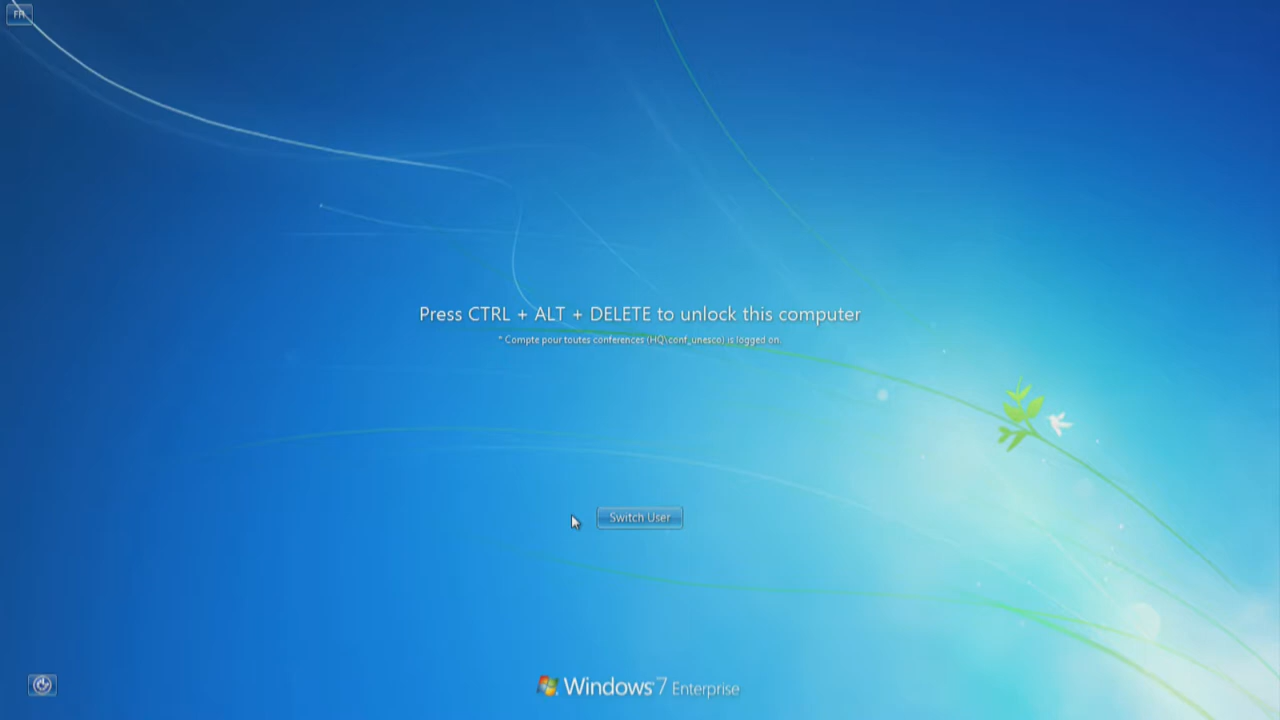 FR
Press CTRL + ALT + DELETE to unlock this computer
* Compte pour toutes conferences (HQ\conf_unesco) is logged on.
Switch User
Windows 7 Enterprise